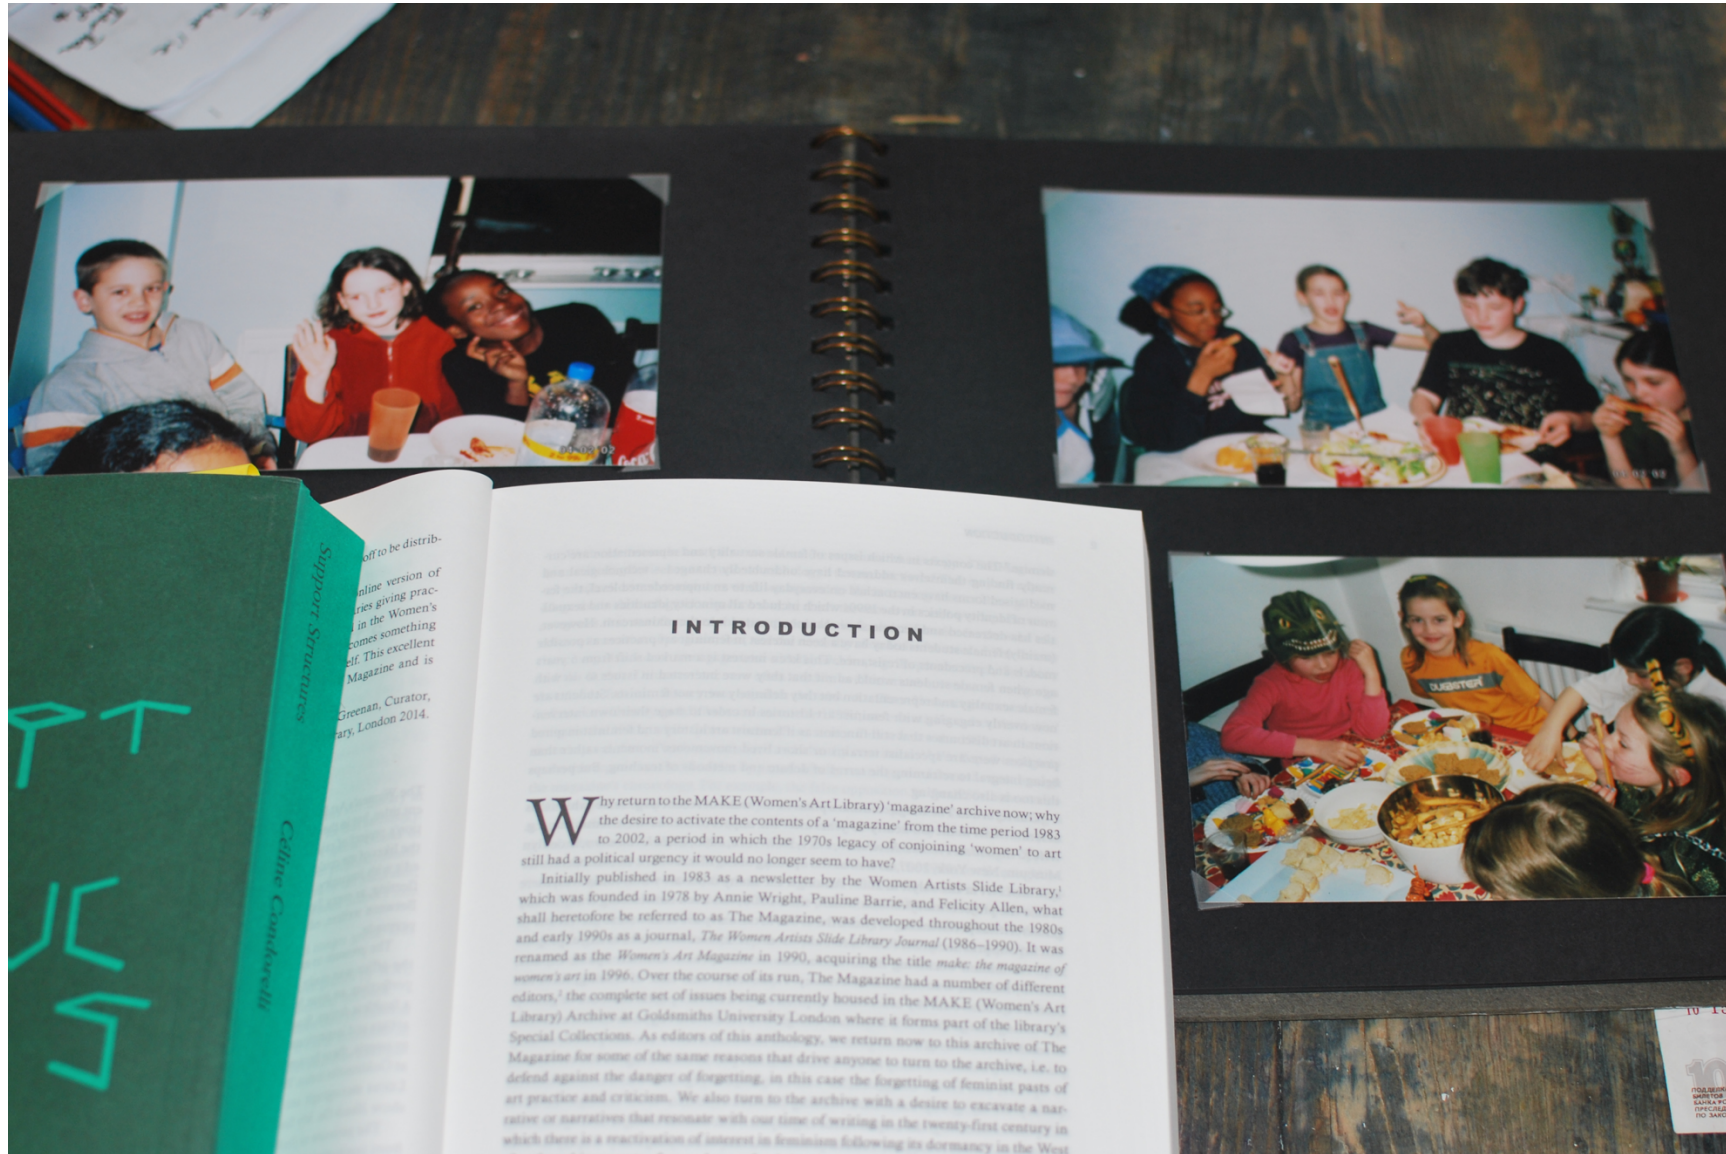 Support Structures
Céline Condorelli
off to be distrib-
nline version of
ries giving prac-
in the Women's
comes something
elf. This excellent
Magazine and is
Greenan, Curator,
rary, London 2014.
INTRODUCTION
Why return to the MAKE (Women's Art Library) 'magazine' archive now; why
the desire to activate the contents of a 'magazine' from the time period 1983
to 2002, a period in which the 1970s legacy of conjoining 'women' to art
still had a political urgency it would no longer seem to have?
Initially published in 1983 as a newsletter by the Women Artists Slide Library,¹
which was founded in 1978 by Annie Wright, Pauline Barrie, and Felicity Allen, what
shall heretofore be referred to as The Magazine, was developed throughout the 1980s
and early 1990s as a journal, The Women Artists Slide Library Journal (1986–1990). It was
renamed as the Women's Art Magazine in 1990, acquiring the title make: the magazine of
women's art in 1996. Over the course of its run, The Magazine had a number of different
editors,² the complete set of issues being currently housed in the MAKE (Women's Art
Library) Archive at Goldsmiths University London where it forms part of the library's
Special Collections. As editors of this anthology, we return now to this archive of The
Magazine for some of the same reasons that drive anyone to turn to the archive, i.e. to
defend against the danger of forgetting, in this case the forgetting of feminist pasts of
art practice and criticism. We also turn to the archive with a desire to excavate a nar-
rative or narratives that resonate with our time of writing in the twenty-first century in
which there is a reactivation of interest in feminism following its dormancy in the West
DUBSTER
ПОДДЕЛКА
БИЛЕТОВ
БАНКА РО
ПРЕСЛЕД
ПО ЗАКО